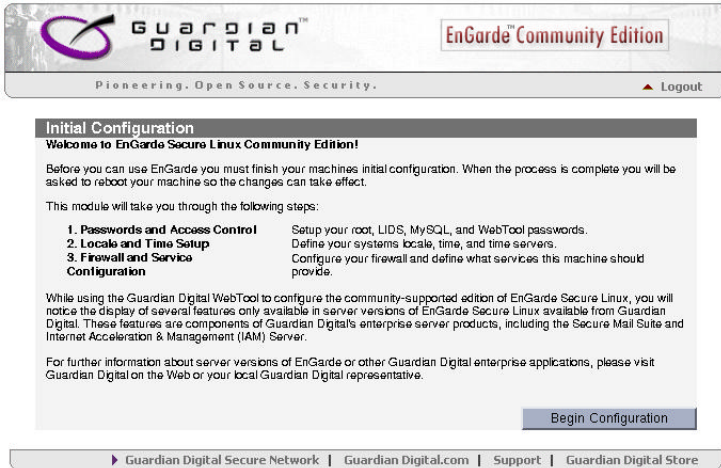 Guardian™
Digital
EnGarde™ Community Edition
Pioneering. Open Source. Security.
Logout
Initial Configuration
Welcome to EnGarde Secure Linux Community Edition!
Before you can use EnGarde you must finish your machines initial configuration. When the process is complete you will be
asked to reboot your machine so the changes can take effect.
This module will take you through the following steps:
1. Passwords and Access Control Setup your root, LIDS, MySQL, and WebTool passwords.
2. Locale and Time Setup Define your systems locale, time, and time servers.
3. Firewall and Service Configure your firewall and define what services this machine should
Configuration provide.
While using the Guardian Digital WebTool to configure the community-supported edition of EnGarde Secure Linux, you will
notice the display of several features only available in server versions of EnGarde Secure Linux available from Guardian
Digital. These features are components of Guardian Digital's enterprise server products, including the Secure Mail Suite and
Internet Acceleration & Management (IAM) Server.
For further information about server versions of EnGarde or other Guardian Digital enterprise applications, please visit
Guardian Digital on the Web or your local Guardian Digital representative.
Begin Configuration
Guardian Digital Secure Network | Guardian Digital.com | Support | Guardian Digital Store